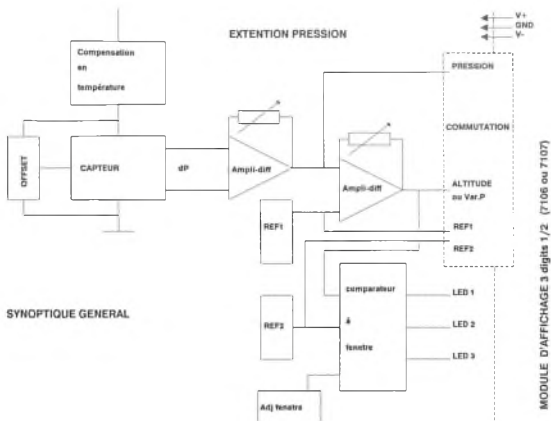 EXTENTION PRESSION
V+
GND
V-
Compensation
en
température
PRESSION
COMMUTATION
OFFSET
CAPTEUR
dP
Ampli-diff
Ampli-diff
ALTITUDE
ou Var.P
REF1
REF1
REF2
SYNOPTIQUE GENERAL
REF2
comparateur
à
fenetre
LED 1
LED 2
LED 3
Adj fenetre
MODULE D'AFFICHAGE 3 digits 1/2 (7106 ou 7107)